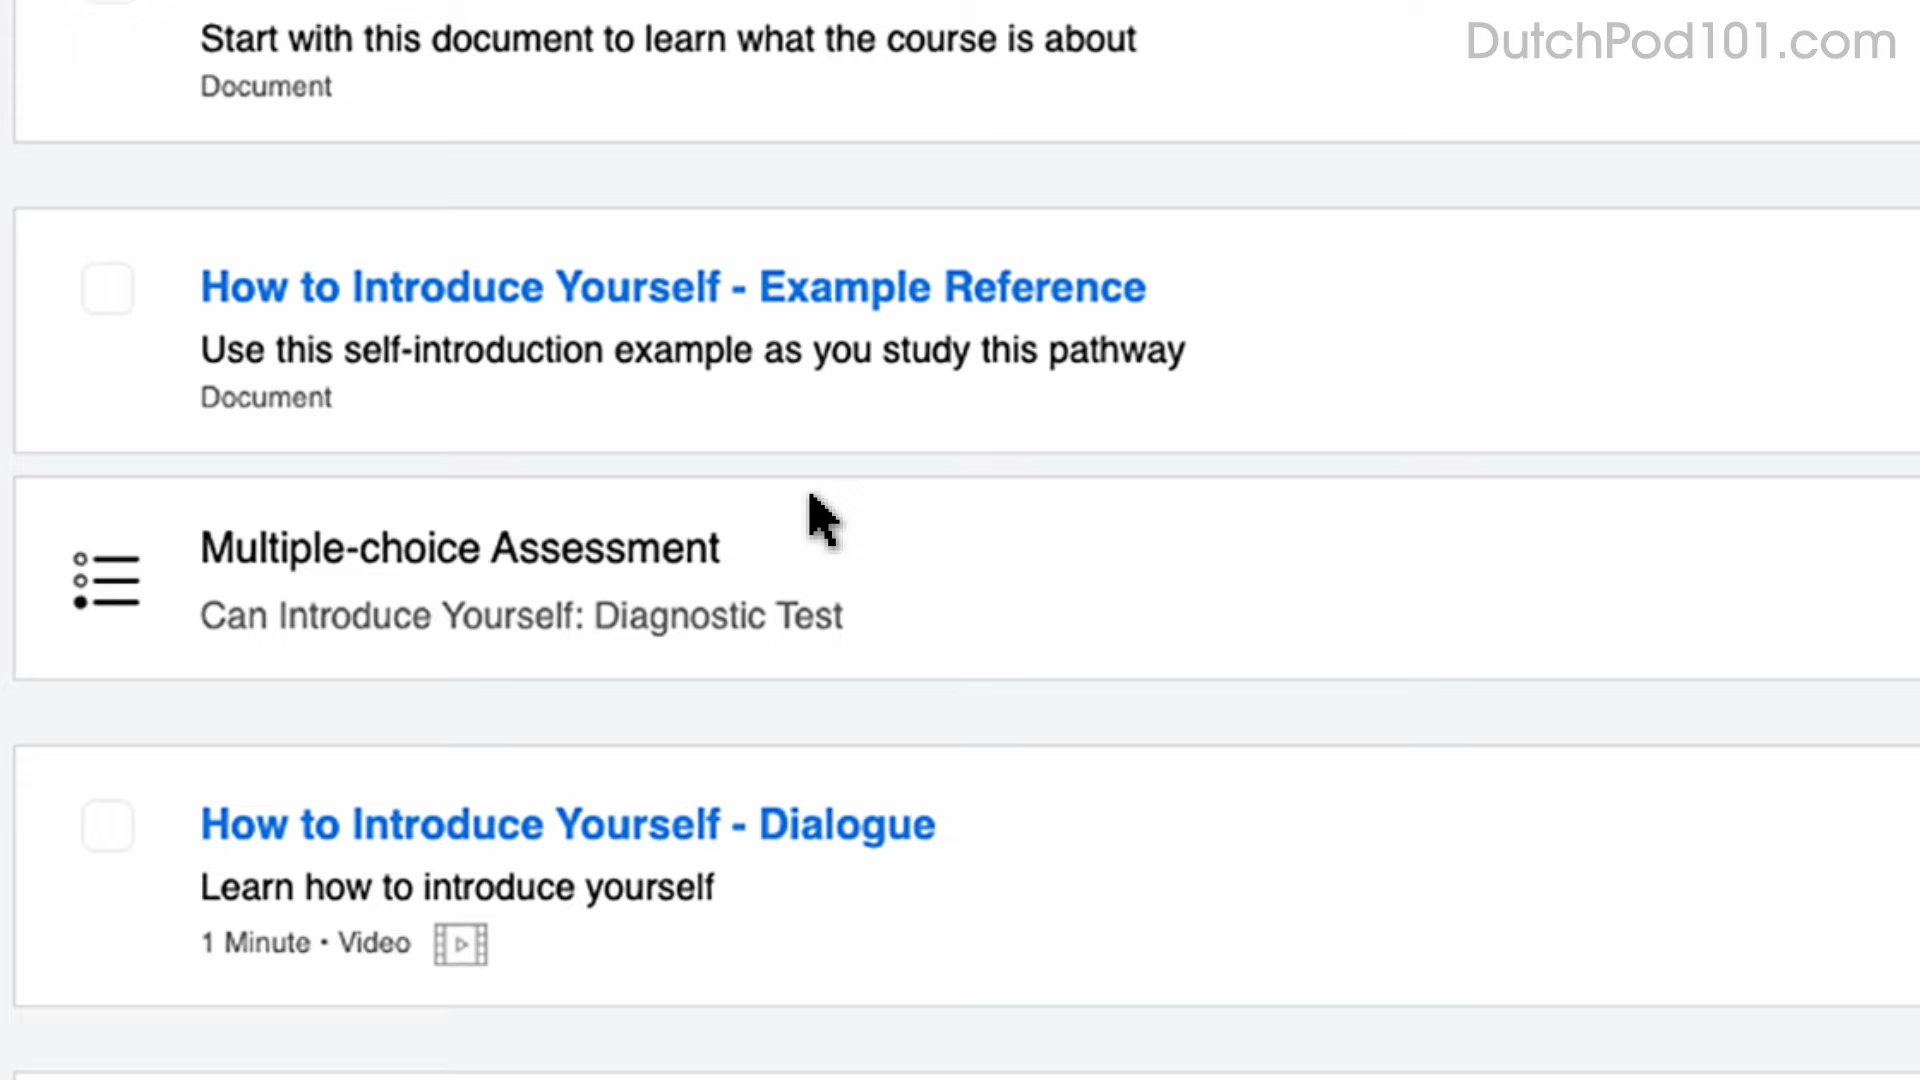 DutchPod101.com
Start with this document to learn what the course is about
Document
How to Introduce Yourself - Example Reference
Use this self-introduction example as you study this pathway
Document
Multiple-choice Assessment
Can Introduce Yourself: Diagnostic Test
How to Introduce Yourself - Dialogue
Learn how to introduce yourself
1 Minute • Video